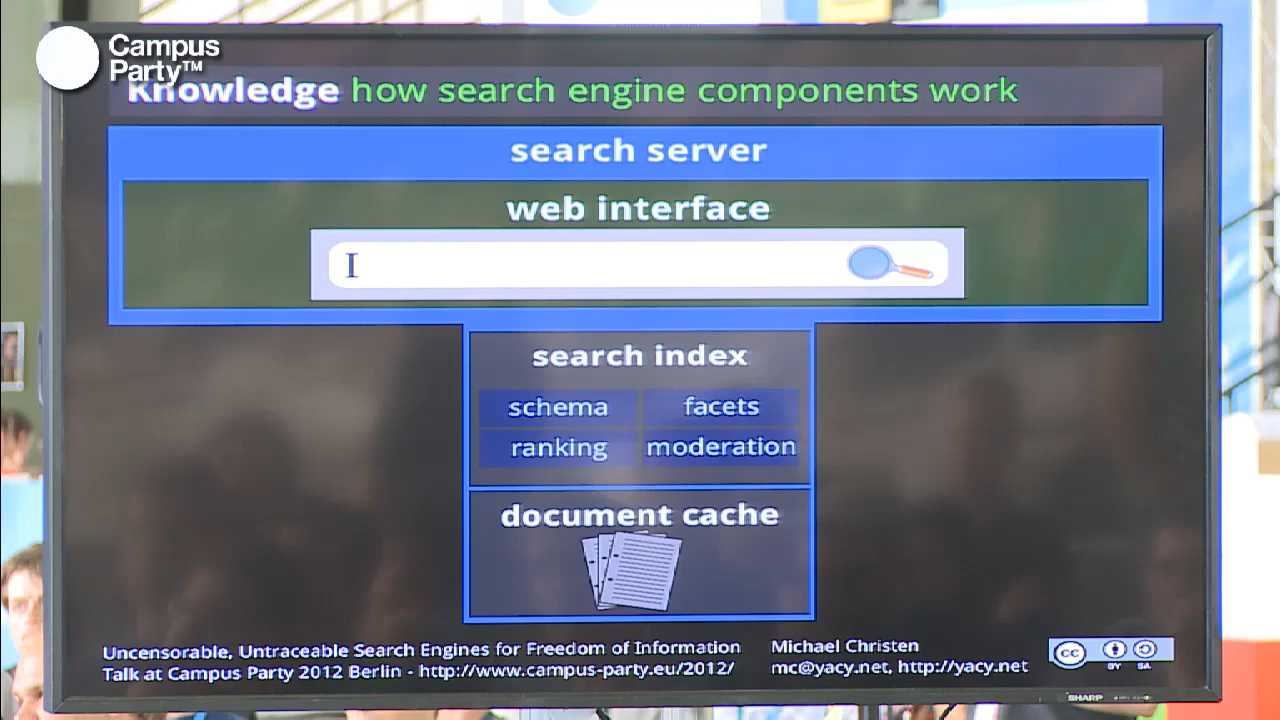 Campus
Party™
Knowledge how search engine components work
search server
web interface
search index
schema facets
ranking moderation
document cache
Uncensorable, Untraceable Search Engines for Freedom of Information
Talk at Campus Party 2012 Berlin - http://www.campus-party.eu/2012/
Michael Christen
mc@yacy.net, http://yacy.net
cc
BY SA
SHARP